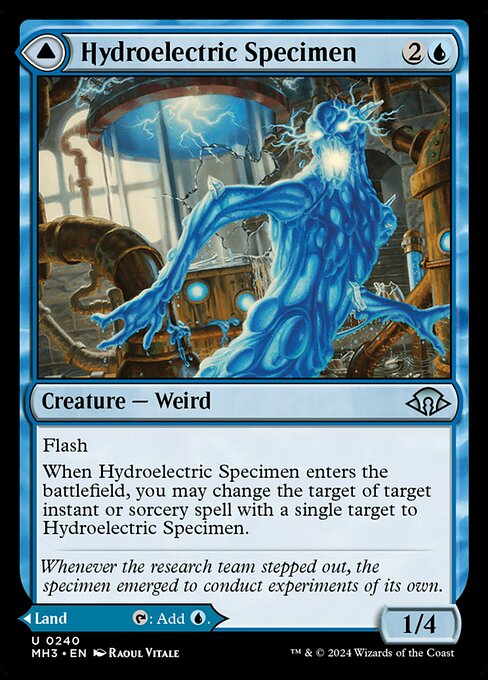 Hydroelectric Specimen 2
Creature — Weird
Flash
When Hydroelectric Specimen enters the
battlefield, you may change the target of target
instant or sorcery spell with a single target to
Hydroelectric Specimen.
Whenever the research team stepped out, the
specimen emerged to conduct experiments of its own.
Land : Add .
1/4
U 0240
MH3 • EN Raoul Vitale
™ & © 2024 Wizards of the Coast